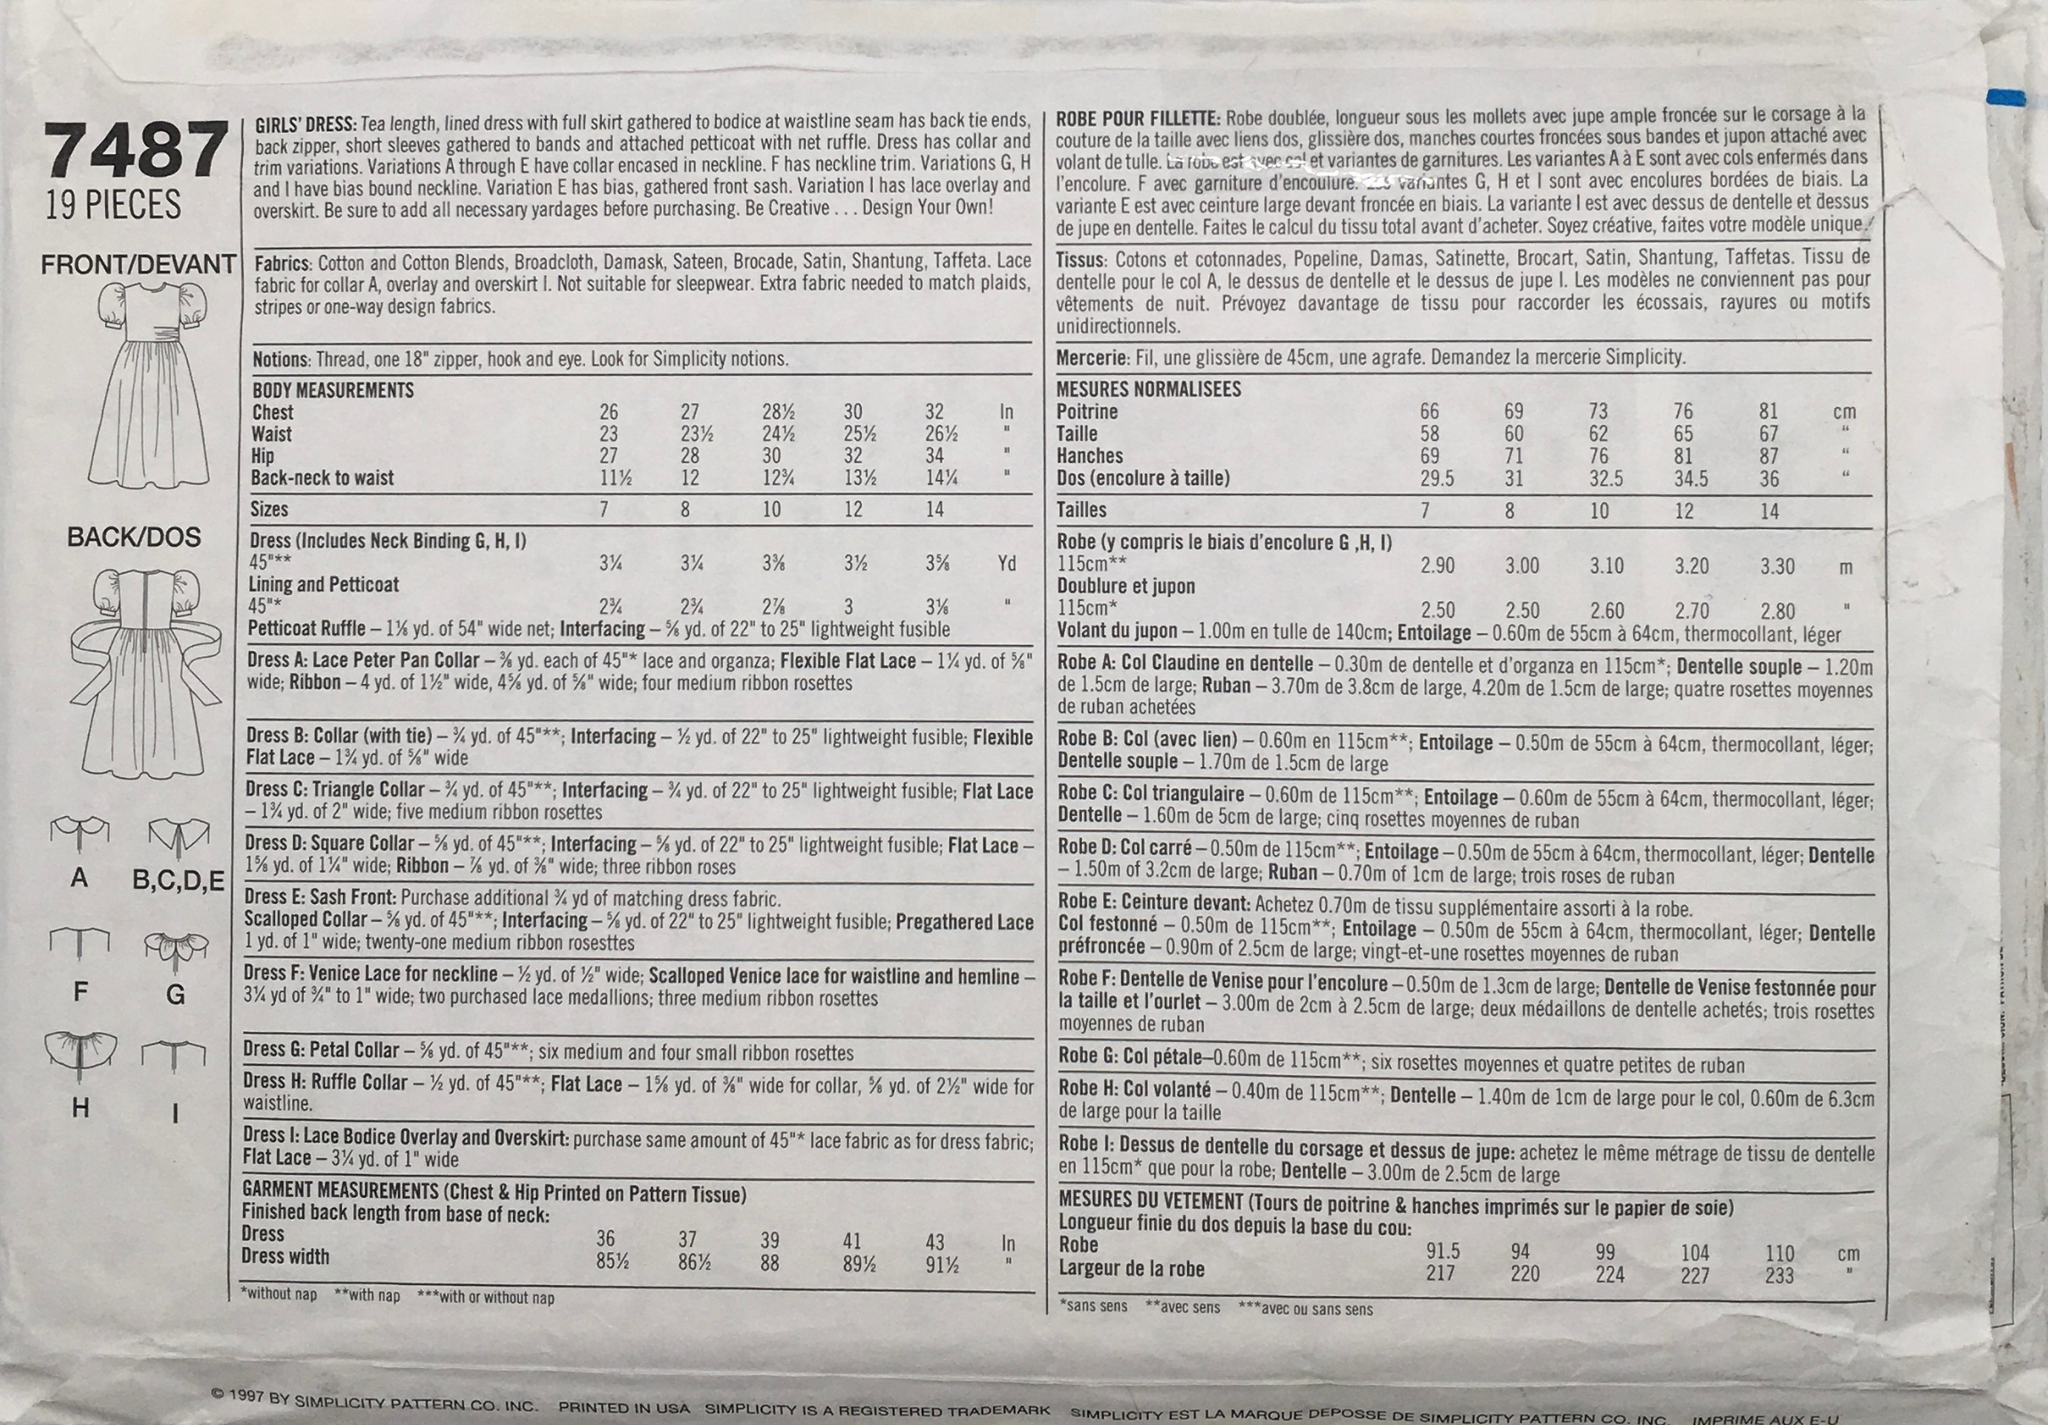 7487
19 PIECES
FRONT/DEVANT
BACK/DOS
A B,C,D,E
F G
H I
GIRLS' DRESS: Tea length, lined dress with full skirt gathered to bodice at waistline seam has back tie ends,
back zipper, short sleeves gathered to bands and attached petticoat with net ruffle. Dress has collar and
trim variations. Variations A through E have collar encased in neckline. F has neckline trim. Variations G, H
and I have bias bound neckline. Variation E has bias, gathered front sash. Variation I has lace overlay and
overskirt. Be sure to add all necessary yardages before purchasing. Be Creative . . . Design Your Own!
Fabrics: Cotton and Cotton Blends, Broadcloth, Damask, Sateen, Brocade, Satin, Shantung, Taffeta. Lace
fabric for collar A, overlay and overskirt I. Not suitable for sleepwear. Extra fabric needed to match plaids,
stripes or one-way design fabrics.
Notions: Thread, one 18" zipper, hook and eye. Look for Simplicity notions.
BODY MEASUREMENTS
Chest 26 27 28½ 30 32 In
Waist 23 23½ 24½ 25½ 26½ "
Hip 27 28 30 32 34 "
Back-neck to waist 11½ 12 12¾ 13½ 14¼ "
Sizes 7 8 10 12 14
Dress (Includes Neck Binding G, H, I)
45"** 3¼ 3¼ 3⅜ 3½ 3⅝ Yd
Lining and Petticoat
45"* 2¾ 2¾ 2⅞ 3 3⅛ "
Petticoat Ruffle – 1⅛ yd. of 54" wide net; Interfacing – ⅝ yd. of 22" to 25" lightweight fusible
Dress A: Lace Peter Pan Collar – ⅜ yd. each of 45"* lace and organza; Flexible Flat Lace – 1¼ yd. of ⅝"
wide; Ribbon – 4 yd. of 1½" wide, 4⅝ yd. of ⅝" wide; four medium ribbon rosettes
Dress B: Collar (with tie) – ¾ yd. of 45"**; Interfacing – ½ yd. of 22" to 25" lightweight fusible; Flexible
Flat Lace – 1¾ yd. of ⅝" wide
Dress C: Triangle Collar – ¾ yd. of 45"**; Interfacing – ¾ yd. of 22" to 25" lightweight fusible; Flat Lace
– 1¾ yd. of 2" wide; five medium ribbon rosettes
Dress D: Square Collar – ⅝ yd. of 45"**; Interfacing – ⅝ yd. of 22" to 25" lightweight fusible; Flat Lace –
1⅝ yd. of 1¼" wide; Ribbon – ⅞ yd. of ⅜" wide; three ribbon roses
Dress E: Sash Front: Purchase additional ¾ yd of matching dress fabric.
Scalloped Collar – ⅝ yd. of 45"**; Interfacing – ⅝ yd. of 22" to 25" lightweight fusible; Pregathered Lace
1 yd. of 1" wide; twenty-one medium ribbon rosesttes
Dress F: Venice Lace for neckline – ½ yd. of ½" wide; Scalloped Venice lace for waistline and hemline –
3¼ yd of ¾" to 1" wide; two purchased lace medallions; three medium ribbon rosettes
Dress G: Petal Collar – ⅝ yd. of 45"**; six medium and four small ribbon rosettes
Dress H: Ruffle Collar – ½ yd. of 45"**; Flat Lace – 1⅝ yd. of ⅜" wide for collar, ⅝ yd. of 2½" wide for
waistline.
Dress I: Lace Bodice Overlay and Overskirt: purchase same amount of 45"* lace fabric as for dress fabric;
Flat Lace – 3¼ yd. of 1" wide
GARMENT MEASUREMENTS (Chest & Hip Printed on Pattern Tissue)
Finished back length from base of neck:
Dress 36 37 39 41 43 In
Dress width 85½ 86½ 88 89½ 91½ "
*without nap **with nap ***with or without nap
ROBE POUR FILLETTE: Robe doublée, longueur sous les mollets avec jupe ample froncée sur le corsage à la
couture de la taille avec liens dos, glissière dos, manches courtes froncées sous bandes et jupon attaché avec
volant de tulle. La robe est avec col et variantes de garnitures. Les variantes A à E sont avec cols enfermés dans
l'encolure. F avec garniture d'encoulure. variantes G, H et I sont avec encolures bordées de biais. La
variante E est avec ceinture large devant froncée en biais. La variante I est avec dessus de dentelle et dessus
de jupe en dentelle. Faites le calcul du tissu total avant d'acheter. Soyez créative, faites votre modèle unique.
Tissus: Cotons et cotonnades, Popeline, Damas, Satinette, Brocart, Satin, Shantung, Taffetas. Tissu de
dentelle pour le col A, le dessus de dentelle et le dessus de jupe I. Les modèles ne conviennent pas pour
vêtements de nuit. Prévoyez davantage de tissu pour raccorder les écossais, rayures ou motifs
unidirectionnels.
Mercerie: Fil, une glissière de 45cm, une agrafe. Demandez la mercerie Simplicity.
MESURES NORMALISEES
Poitrine 66 69 73 76 81 cm
Taille 58 60 62 65 67 "
Hanches 69 71 76 81 87 "
Dos (encolure à taille) 29.5 31 32.5 34.5 36 "
Tailles 7 8 10 12 14
Robe (y compris le biais d'encolure G ,H, I)
115cm** 2.90 3.00 3.10 3.20 3.30 m
Doublure et jupon
115cm* 2.50 2.50 2.60 2.70 2.80 "
Volant du jupon – 1.00m en tulle de 140cm; Entoilage – 0.60m de 55cm à 64cm, thermocollant, léger
Robe A: Col Claudine en dentelle – 0.30m de dentelle et d'organza en 115cm*; Dentelle souple – 1.20m
de 1.5cm de large; Ruban – 3.70m de 3.8cm de large, 4.20m de 1.5cm de large; quatre rosettes moyennes
de ruban achetées
Robe B: Col (avec lien) – 0.60m en 115cm**; Entoilage – 0.50m de 55cm à 64cm, thermocollant, léger;
Dentelle souple – 1.70m de 1.5cm de large
Robe C: Col triangulaire – 0.60m de 115cm**; Entoilage – 0.60m de 55cm à 64cm, thermocollant, léger;
Dentelle – 1.60m de 5cm de large; cinq rosettes moyennes de ruban
Robe D: Col carré – 0.50m de 115cm**; Entoilage – 0.50m de 55cm à 64cm, thermocollant, léger; Dentelle
– 1.50m of 3.2cm de large; Ruban – 0.70m of 1cm de large; trois roses de ruban
Robe E: Ceinture devant: Achetez 0.70m de tissu supplémentaire assorti à la robe.
Col festonné – 0.50m de 115cm**; Entoilage – 0.50m de 55cm à 64cm, thermocollant, léger; Dentelle
préfroncée – 0.90m of 2.5cm de large; vingt-et-une rosettes moyennes de ruban
Robe F: Dentelle de Venise pour l'encolure – 0.50m de 1.3cm de large; Dentelle de Venise festonnée pour
la taille et l'ourlet – 3.00m de 2cm à 2.5cm de large; deux médaillons de dentelle achetés; trois rosettes
moyennes de ruban
Robe G: Col pétale–0.60m de 115cm**; six rosettes moyennes et quatre petites de ruban
Robe H: Col volanté – 0.40m de 115cm**; Dentelle – 1.40m de 1cm de large pour le col, 0.60m de 6.3cm
de large pour la taille
Robe I: Dessus de dentelle du corsage et dessus de jupe: achetez le même métrage de tissu de dentelle
en 115cm* que pour la robe; Dentelle – 3.00m de 2.5cm de large
MESURES DU VETEMENT (Tours de poitrine & hanches imprimés sur le papier de soie)
Longueur finie du dos depuis la base du cou:
Robe 91.5 94 99 104 110 cm
Largeur de la robe 217 220 224 227 233 "
*sans sens **avec sens ***avec ou sans sens
© 1997 BY SIMPLICITY PATTERN CO. INC. PRINTED IN USA SIMPLICITY IS A REGISTERED TRADEMARK SIMPLICITY EST LA MARQUE DEPOSSE DE SIMPLICITY PATTERN CO. INC. IMPRIME AUX E-U